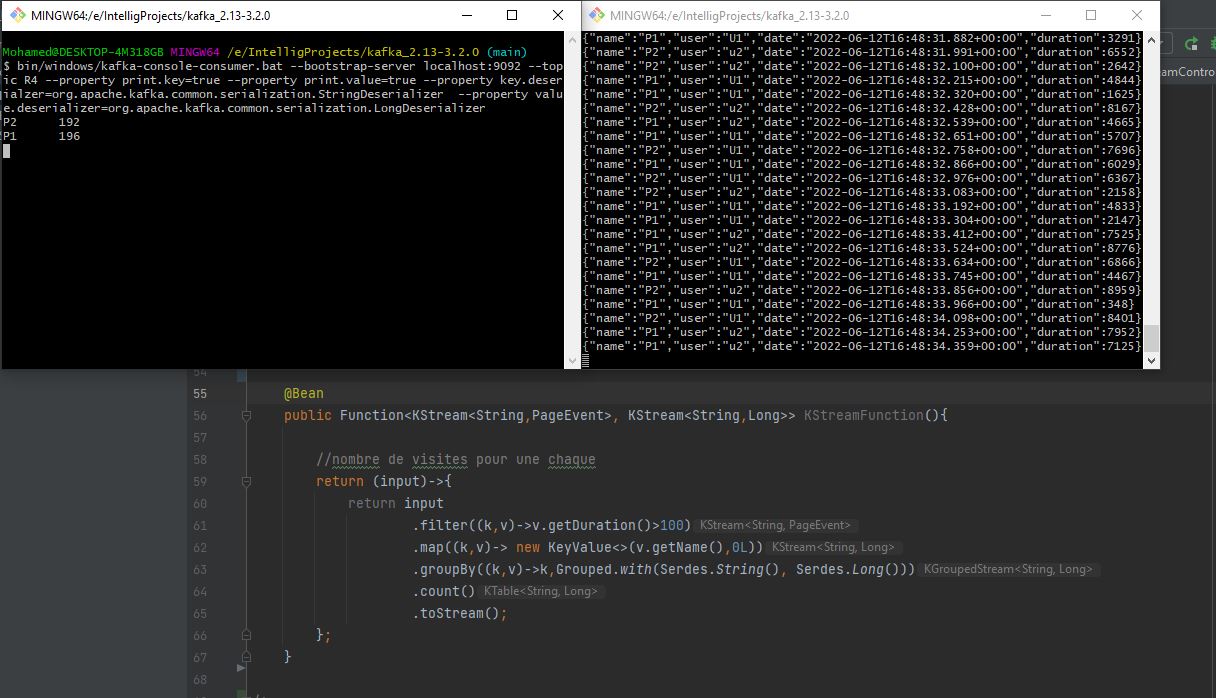 MINGW64:/e/IntelligProjects/kafka_2.13-3.2.0
Mohamed@DESKTOP-4M318GB MINGW64 /e/IntelligProjects/kafka_2.13-3.2.0 (main)
$ bin/windows/kafka-console-consumer.bat --bootstrap-server localhost:9092 --top
ic R4 --property print.key=true --property print.value=true --property key.deser
ializer=org.apache.kafka.common.serialization.StringDeserializer  --property valu
e.deserializer=org.apache.kafka.common.serialization.LongDeserializer
P2      192
P1      196
MINGW64:/e/IntelligProjects/kafka_2.13-3.2.0
{"name":"P1","user":"U1","date":"2022-06-12T16:48:31.882+00:00","duration":3291}
{"name":"P2","user":"u2","date":"2022-06-12T16:48:31.991+00:00","duration":6552}
{"name":"P2","user":"u2","date":"2022-06-12T16:48:32.100+00:00","duration":2642}
{"name":"P1","user":"U1","date":"2022-06-12T16:48:32.215+00:00","duration":4844}
{"name":"P1","user":"U1","date":"2022-06-12T16:48:32.320+00:00","duration":1625}
{"name":"P2","user":"u2","date":"2022-06-12T16:48:32.428+00:00","duration":8167}
{"name":"P1","user":"u2","date":"2022-06-12T16:48:32.539+00:00","duration":4665}
{"name":"P1","user":"U1","date":"2022-06-12T16:48:32.651+00:00","duration":5707}
{"name":"P2","user":"U1","date":"2022-06-12T16:48:32.758+00:00","duration":7696}
{"name":"P1","user":"U1","date":"2022-06-12T16:48:32.866+00:00","duration":6029}
{"name":"P2","user":"U1","date":"2022-06-12T16:48:32.976+00:00","duration":6367}
{"name":"P2","user":"u2","date":"2022-06-12T16:48:33.083+00:00","duration":2158}
{"name":"P1","user":"U1","date":"2022-06-12T16:48:33.192+00:00","duration":4833}
{"name":"P1","user":"U1","date":"2022-06-12T16:48:33.304+00:00","duration":2147}
{"name":"P1","user":"u2","date":"2022-06-12T16:48:33.412+00:00","duration":7525}
{"name":"P1","user":"u2","date":"2022-06-12T16:48:33.524+00:00","duration":8776}
{"name":"P2","user":"U1","date":"2022-06-12T16:48:33.634+00:00","duration":6866}
{"name":"P1","user":"U1","date":"2022-06-12T16:48:33.745+00:00","duration":4467}
{"name":"P2","user":"u2","date":"2022-06-12T16:48:33.856+00:00","duration":8959}
{"name":"P1","user":"U1","date":"2022-06-12T16:48:33.966+00:00","duration":348}
{"name":"P2","user":"U1","date":"2022-06-12T16:48:34.098+00:00","duration":8401}
{"name":"P1","user":"u2","date":"2022-06-12T16:48:34.253+00:00","duration":7952}
{"name":"P1","user":"u2","date":"2022-06-12T16:48:34.359+00:00","duration":7125}
eamContro
54
55 @Bean
56 public Function<KStream<String,PageEvent>, KStream<String,Long>> KStreamFunction(){
57
58 //nombre de visites pour une chaque
59 return (input)->{
60 return input
61 .filter((k,v)->v.getDuration()>100) KStream<String, PageEvent>
62 .map((k,v)-> new KeyValue<>(v.getName(),0L)) KStream<String, Long>
63 .groupBy((k,v)->k,Grouped.with(Serdes.String(), Serdes.Long())) KGroupedStream<String, Long>
64 .count() KTable<String, Long>
65 .toStream();
66 };
67 }
68